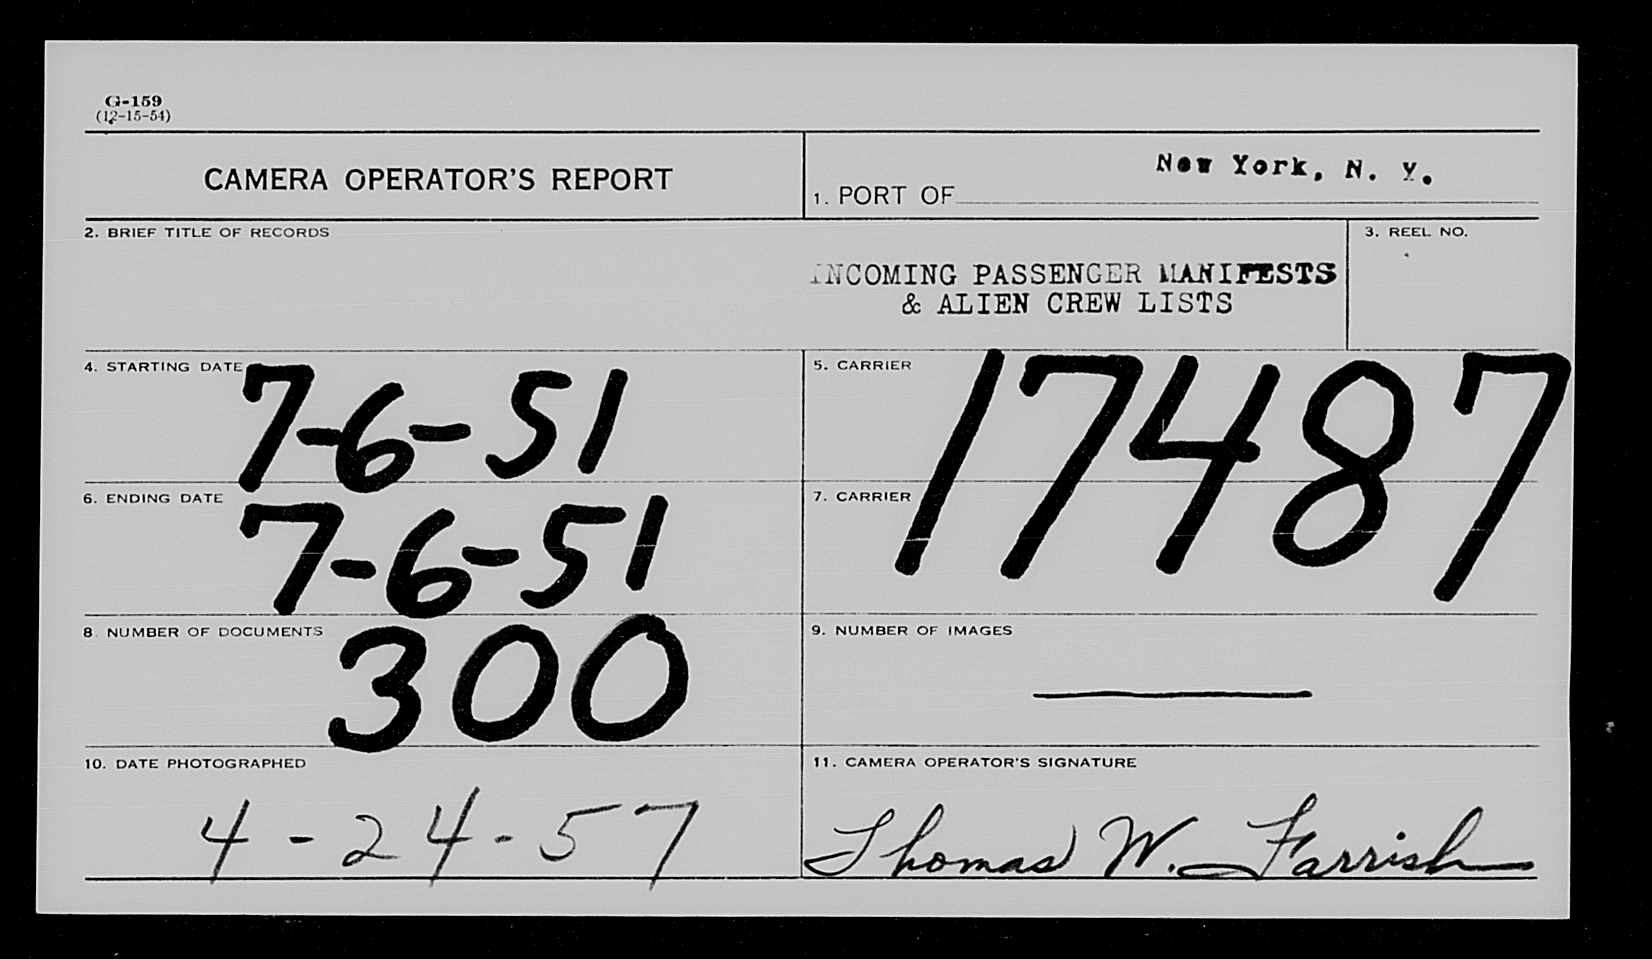 G-159
(12-15-54)
CAMERA OPERATOR'S REPORT
1. PORT OF New York, N. Y.
2. BRIEF TITLE OF RECORDS
INCOMING PASSENGER MANIFESTS
& ALIEN CREW LISTS
3. REEL NO.
4. STARTING DATE 7-6-51
5. CARRIER
17487
6. ENDING DATE 7-6-51
7. CARRIER
8. NUMBER OF DOCUMENTS 300
9. NUMBER OF IMAGES
10. DATE PHOTOGRAPHED
4-24-57
11. CAMERA OPERATOR'S SIGNATURE
Thomas W. Farrish